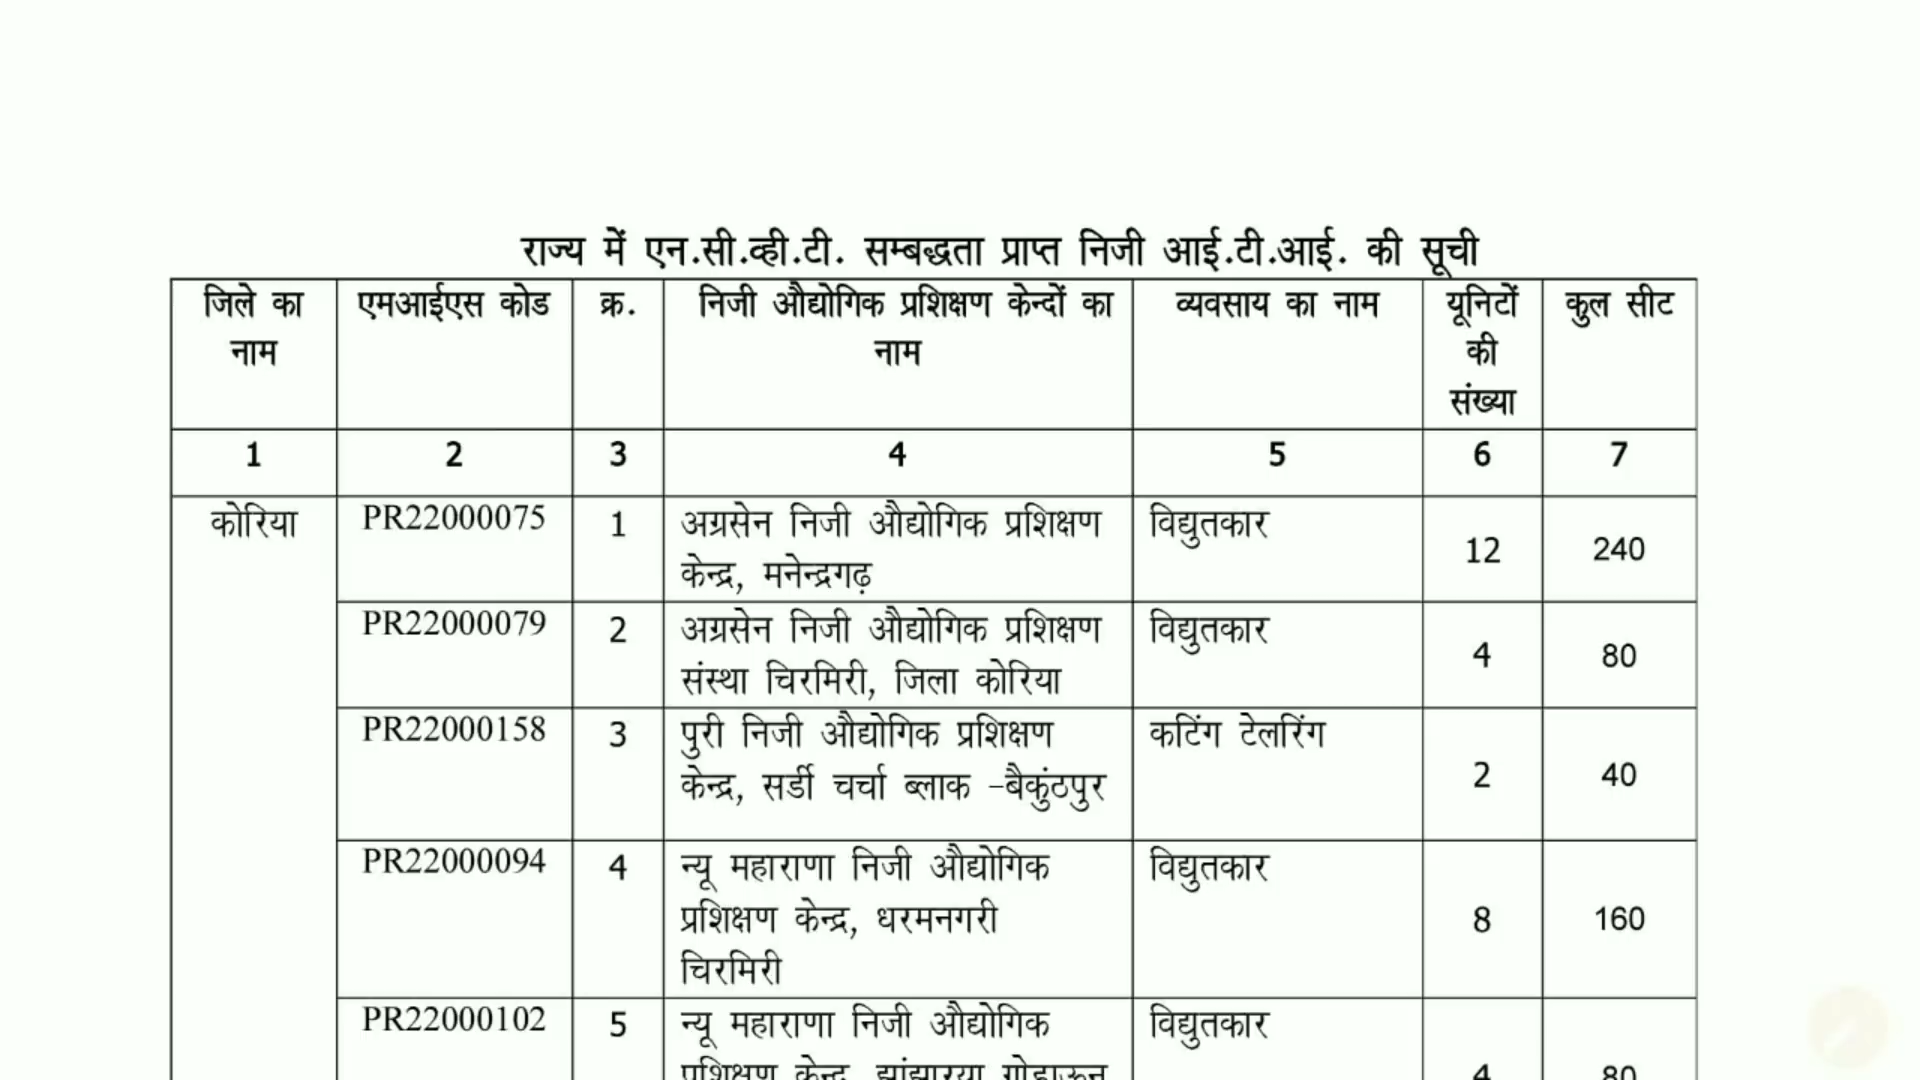 राज्य में एन.सी.व्ही.टी. सम्बद्धता प्राप्त निजी आई.टी.आई. की सूची
जिले का नाम एमआईएस कोड क्र. निजी औद्योगिक प्रशिक्षण केन्दों का नाम व्यवसाय का नाम यूनिटों की संख्या कुल सीट
1 2 3 4 5 6 7
कोरिया PR22000075 1 अग्रसेन निजी औद्योगिक प्रशिक्षण विद्युतकार
केन्द्र, मनेन्द्रगढ़ 12 240
PR22000079 2 अग्रसेन निजी औद्योगिक प्रशिक्षण विद्युतकार
संस्था चिरमिरी, जिला कोरिया 4 80
PR22000158 3 पुरी निजी औद्योगिक प्रशिक्षण कटिंग टेलरिंग
केन्द्र, सर्डी चर्चा ब्लाक -बैकुंठपुर 2 40
PR22000094 4 न्यू महाराणा निजी औद्योगिक विद्युतकार
प्रशिक्षण केन्द्र, धरमनगरी 8 160
चिरमिरी
PR22000102 5 न्यू महाराणा निजी औद्योगिक विद्युतकार
प्रशिक्षण केन्द्र, 4 80